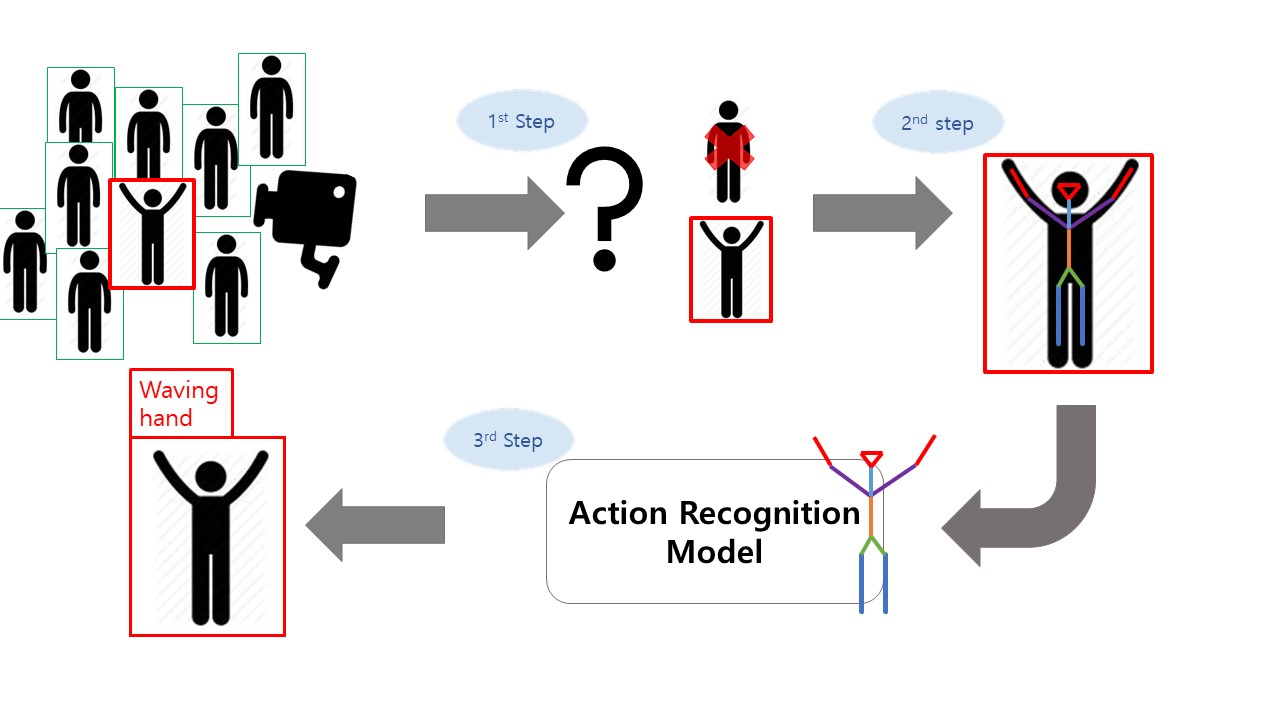 1st Step
2nd step
Waving
hand
3rd Step
Action Recognition
Model